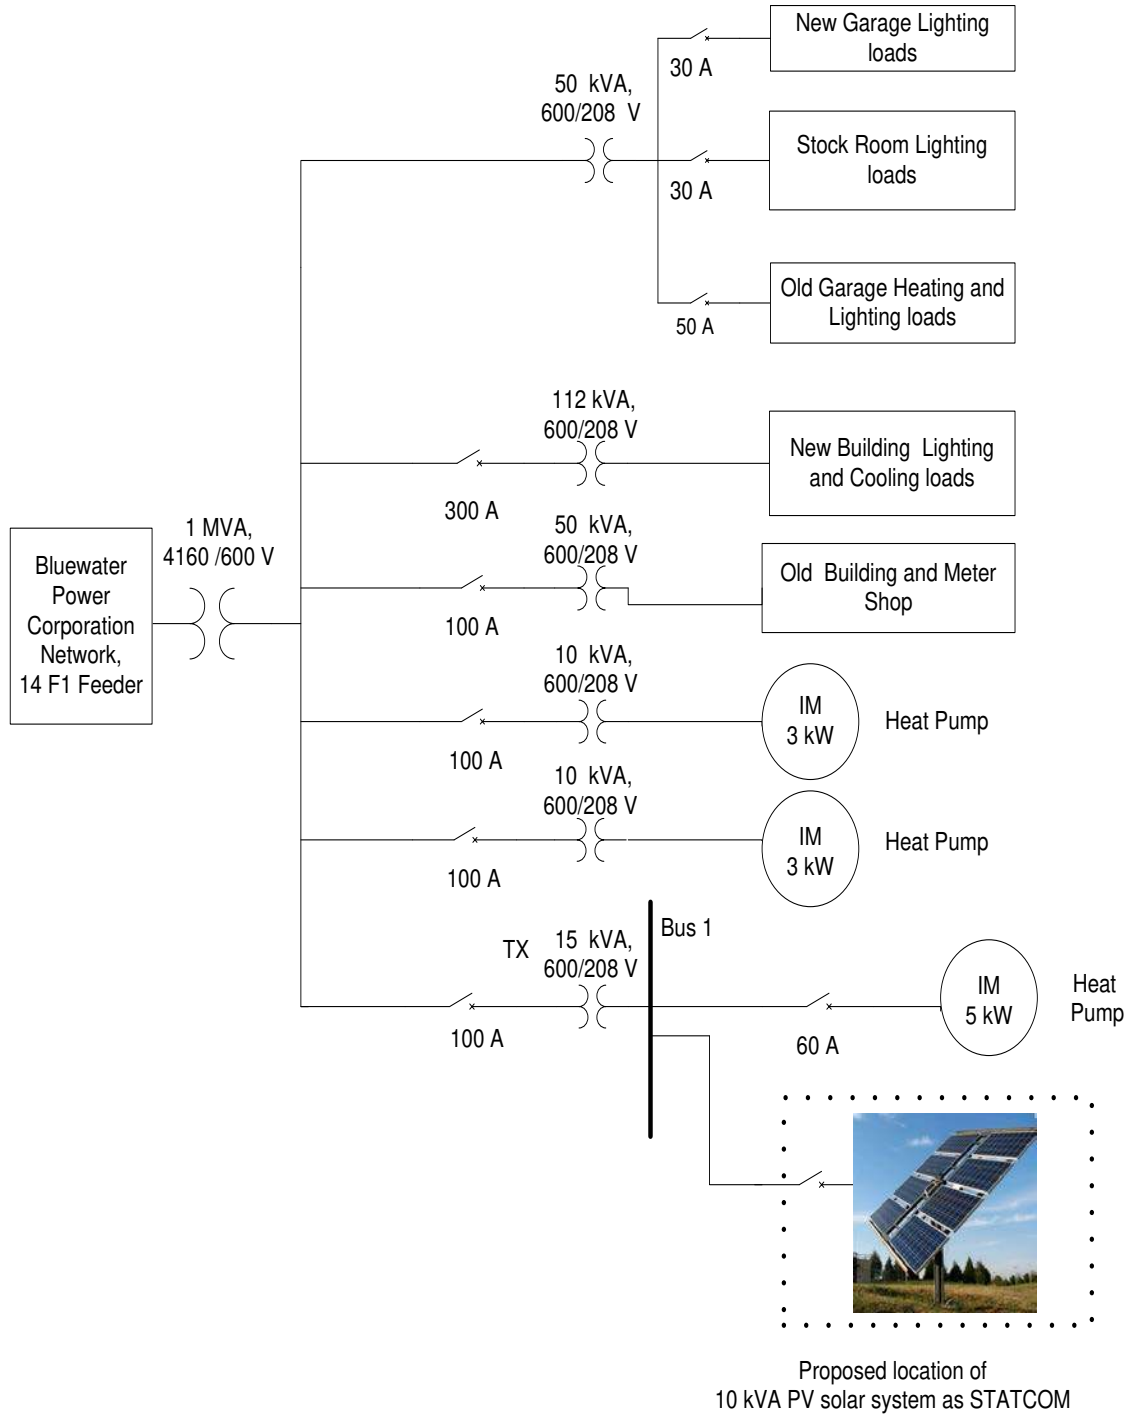 New Garage Lighting
loads
30 A
50 kVA,
600/208 V
Stock Room Lighting
loads
30 A
Old Garage Heating and
Lighting loads
50 A
112 kVA,
600/208 V
New Building Lighting
and Cooling loads
300 A
1 MVA,
4160 /600 V
Bluewater
Power
Corporation
Network,
14 F1 Feeder
50 kVA,
600/208 V
Old Building and Meter
Shop
100 A
10 kVA,
600/208 V
IM
3 kW
Heat Pump
100 A
10 kVA,
600/208 V
IM
3 kW
Heat Pump
100 A
TX
15 kVA,
600/208 V
Bus 1
IM
5 kW
Heat
Pump
100 A
60 A
Proposed location of
10 kVA PV solar system as STATCOM